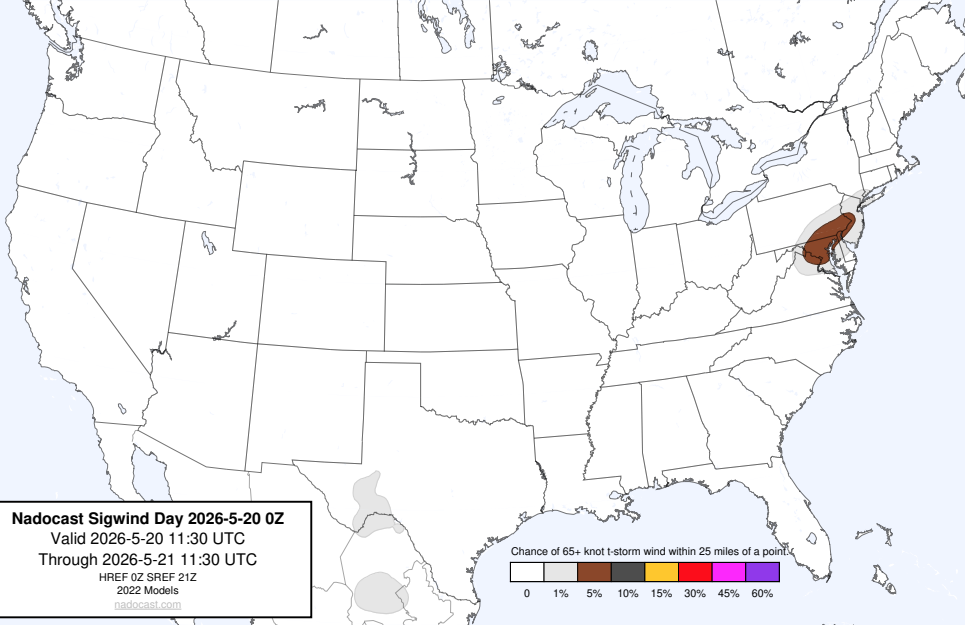 Nadocast Sigwind Day 2026-5-20 0Z
Valid 2026-5-20 11:30 UTC
Through 2026-5-21 11:30 UTC
HREF 0Z SREF 21Z
2022 Models
nadocast.com
Chance of 65+ knot t-storm wind within 25 miles of a point.
0 1% 5% 10% 15% 30% 45% 60%